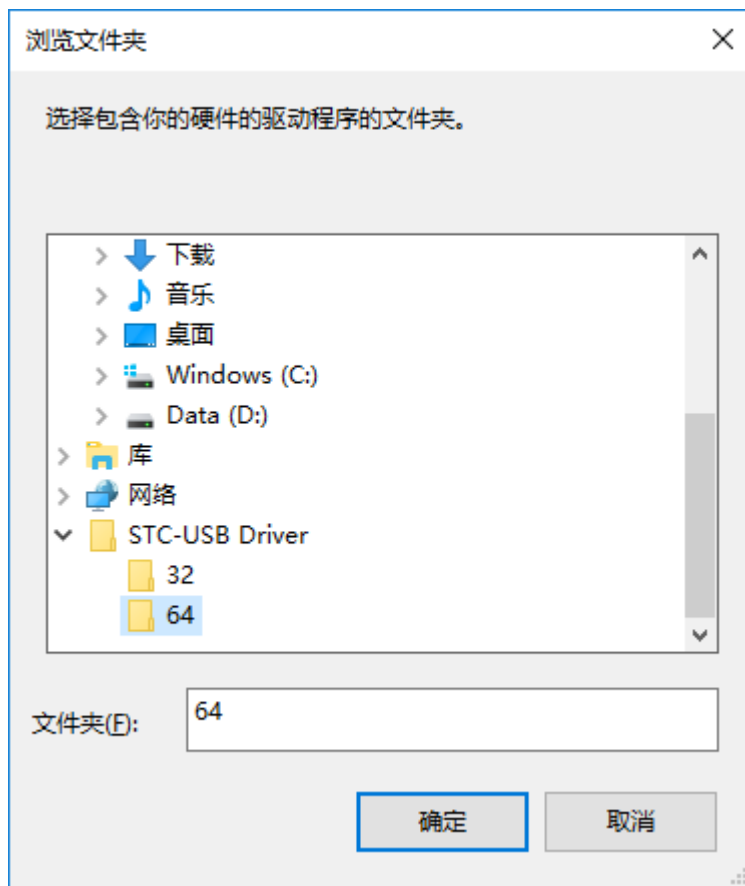 浏览文件夹
选择包含你的硬件的驱动程序的文件夹。
下载
音乐
桌面
Windows (C:)
Data (D:)
库
网络
STC-USB Driver
32
64
文件夹(F): 64
确定 取消